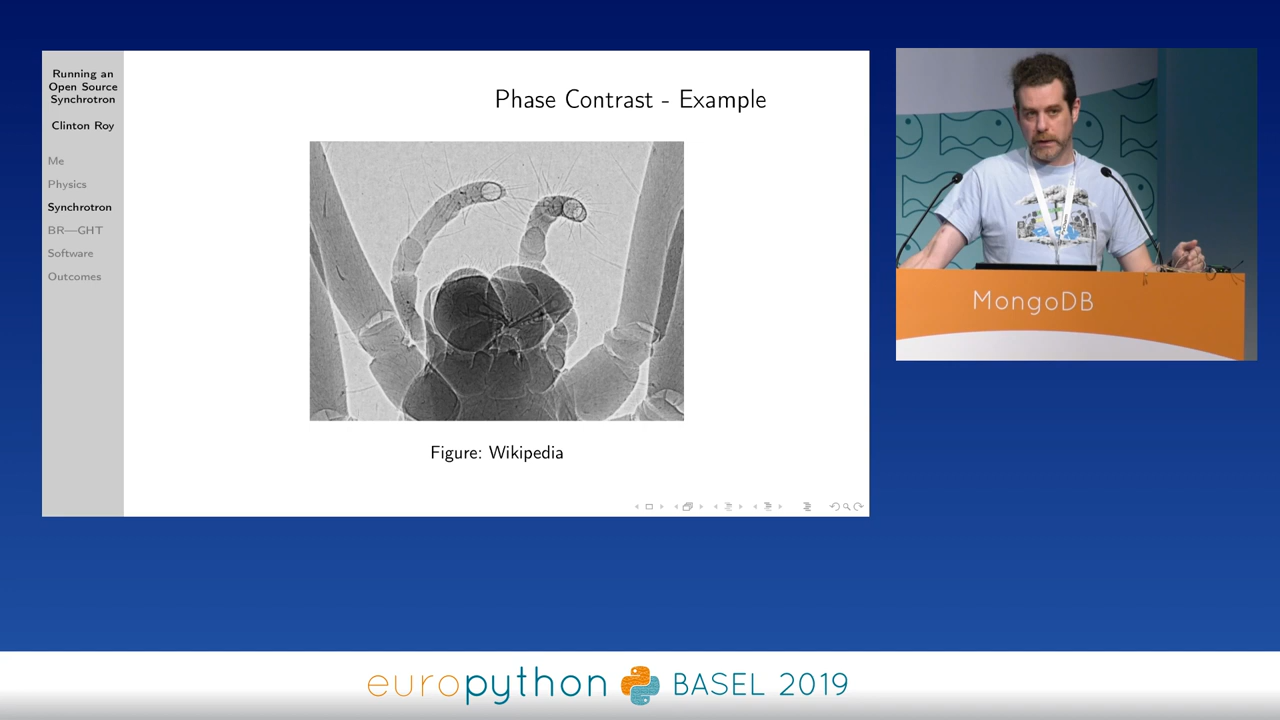 Running an
Open Source
Synchrotron
Clinton Roy
Me
Physics
Synchrotron
BR—GHT
Software
Outcomes
Phase Contrast - Example
Figure: Wikipedia
MongoDB
europython BASEL 2019